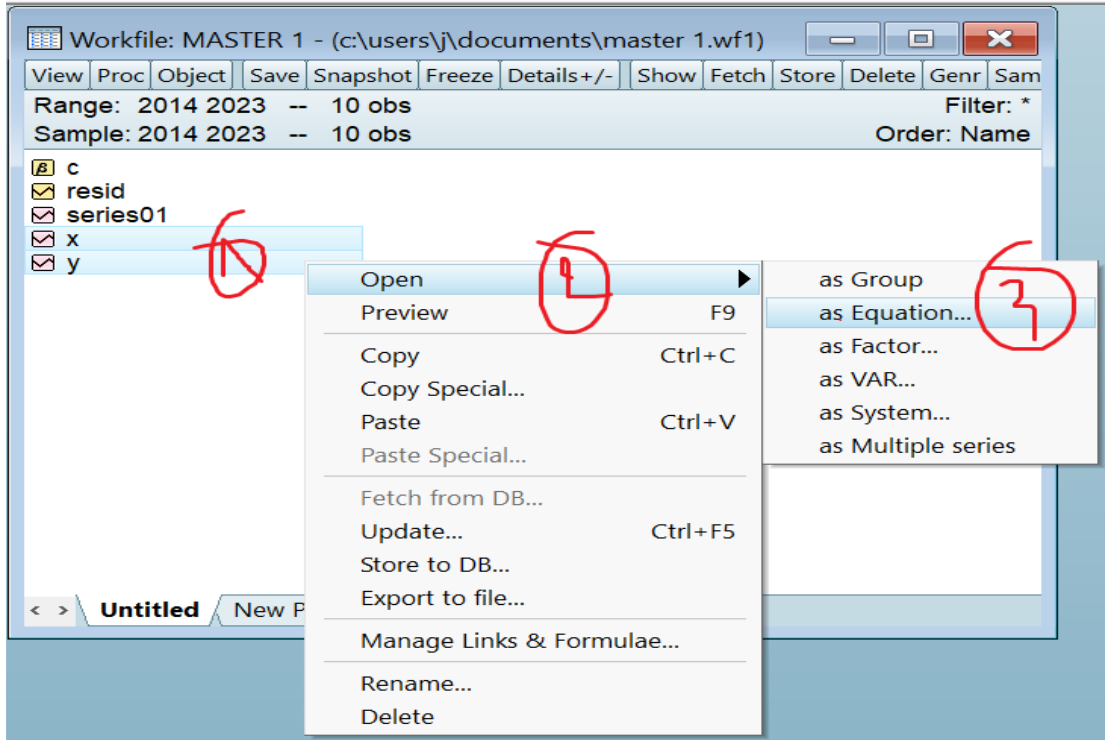 Workfile: MASTER 1 - (c:\users\j\documents\master 1.wf1)
View Proc Object Save Snapshot Freeze Details+/- Show Fetch Store Delete Genr Sam
Range: 2014 2023 -- 10 obs Filter: *
Sample: 2014 2023 -- 10 obs Order: Name
β c
resid
series01
x
y
1
2
3
Open
Preview F9
Copy Ctrl+C
Copy Special...
Paste Ctrl+V
Paste Special...
Fetch from DB...
Update... Ctrl+F5
Store to DB...
Export to file...
Manage Links & Formulae...
Rename...
Delete
as Group
as Equation...
as Factor...
as VAR...
as System...
as Multiple series
< > Untitled New P